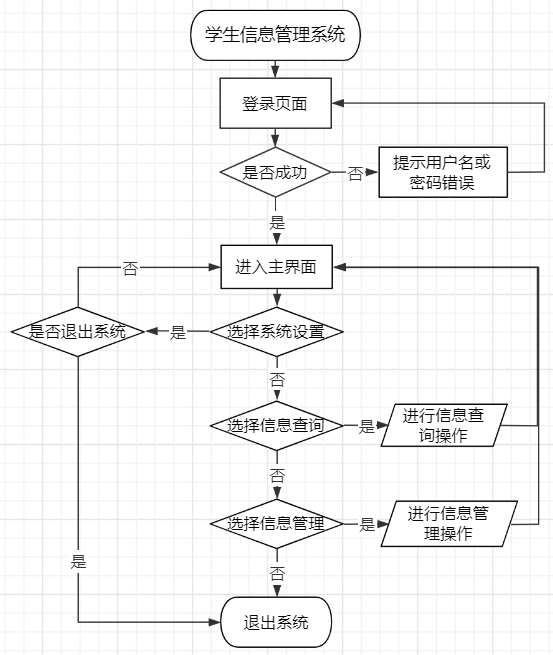 学生信息管理系统
登录页面
是否成功
否
提示用户名或
密码错误
是
进入主界面
否
是否退出系统
是
选择系统设置
否
选择信息查询
是
进行信息查
询操作
否
选择信息管理
是
进行信息管
理操作
是
否
退出系统